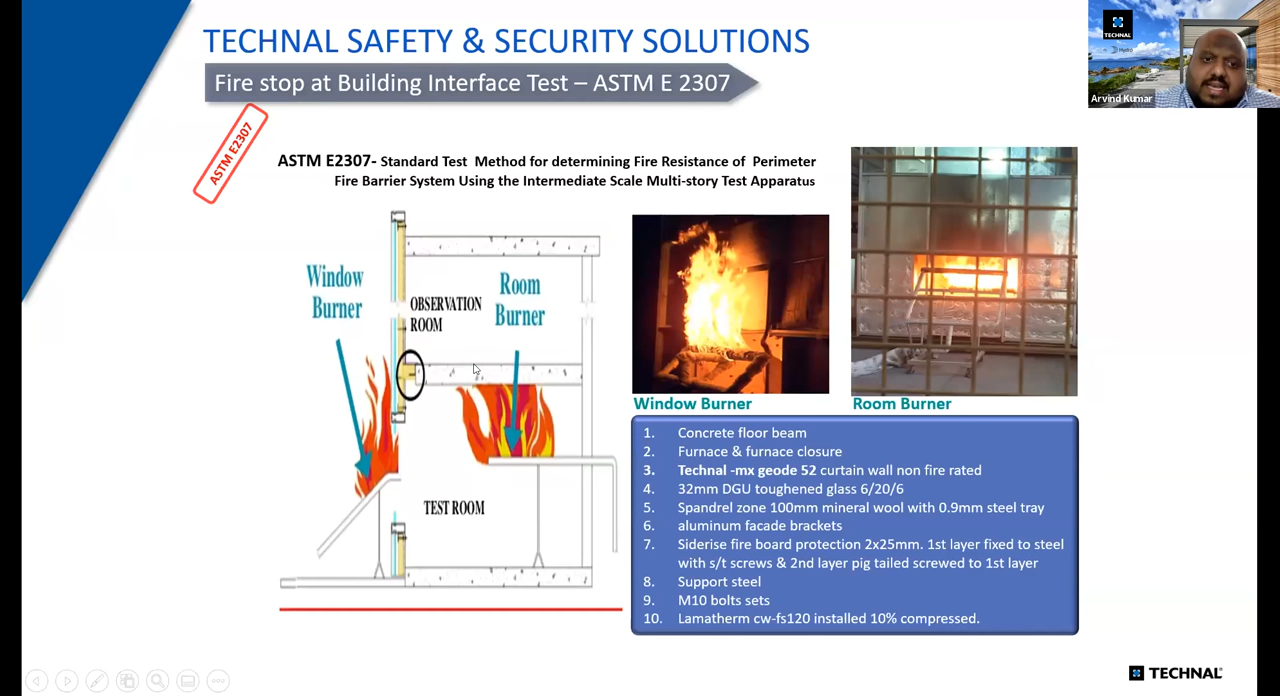 TECHNAL SAFETY & SECURITY SOLUTIONS
Fire stop at Building Interface Test – ASTM E 2307
ASTM E2307
ASTM E2307- Standard Test Method for determining Fire Resistance of Perimeter
Fire Barrier System Using the Intermediate Scale Multi-story Test Apparatus
Window
Burner
OBSERVATION
ROOM
Room
Burner
TEST ROOM
Window Burner
Room Burner
1. Concrete floor beam
2. Furnace & furnace closure
3. Technal -mx geode 52 curtain wall non fire rated
4. 32mm DGU toughened glass 6/20/6
5. Spandrel zone 100mm mineral wool with 0.9mm steel tray
6. aluminum facade brackets
7. Siderise fire board protection 2x25mm. 1st layer fixed to steel
with s/t screws & 2nd layer pig tailed screwed to 1st layer
8. Support steel
9. M10 bolts sets
10. Lamatherm cw-fs120 installed 10% compressed.
TECHNAL
Hydro
Arvind Kumar
TECHNAL